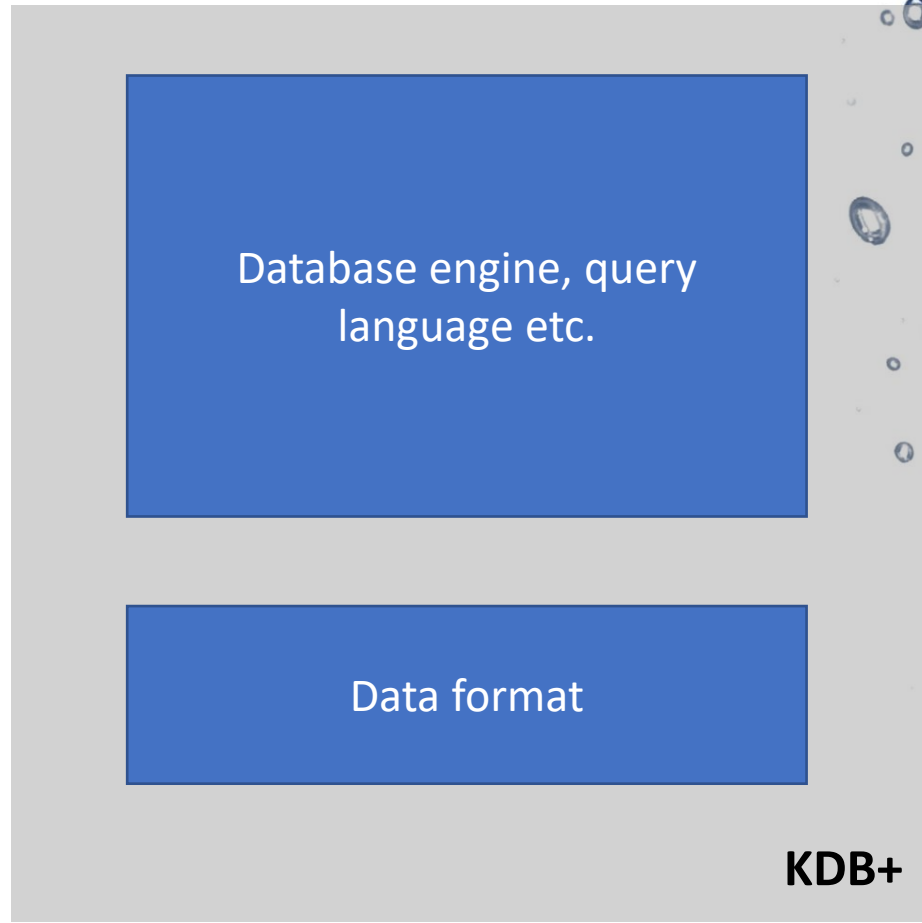 Database engine, query
language etc.
Data format
KDB+